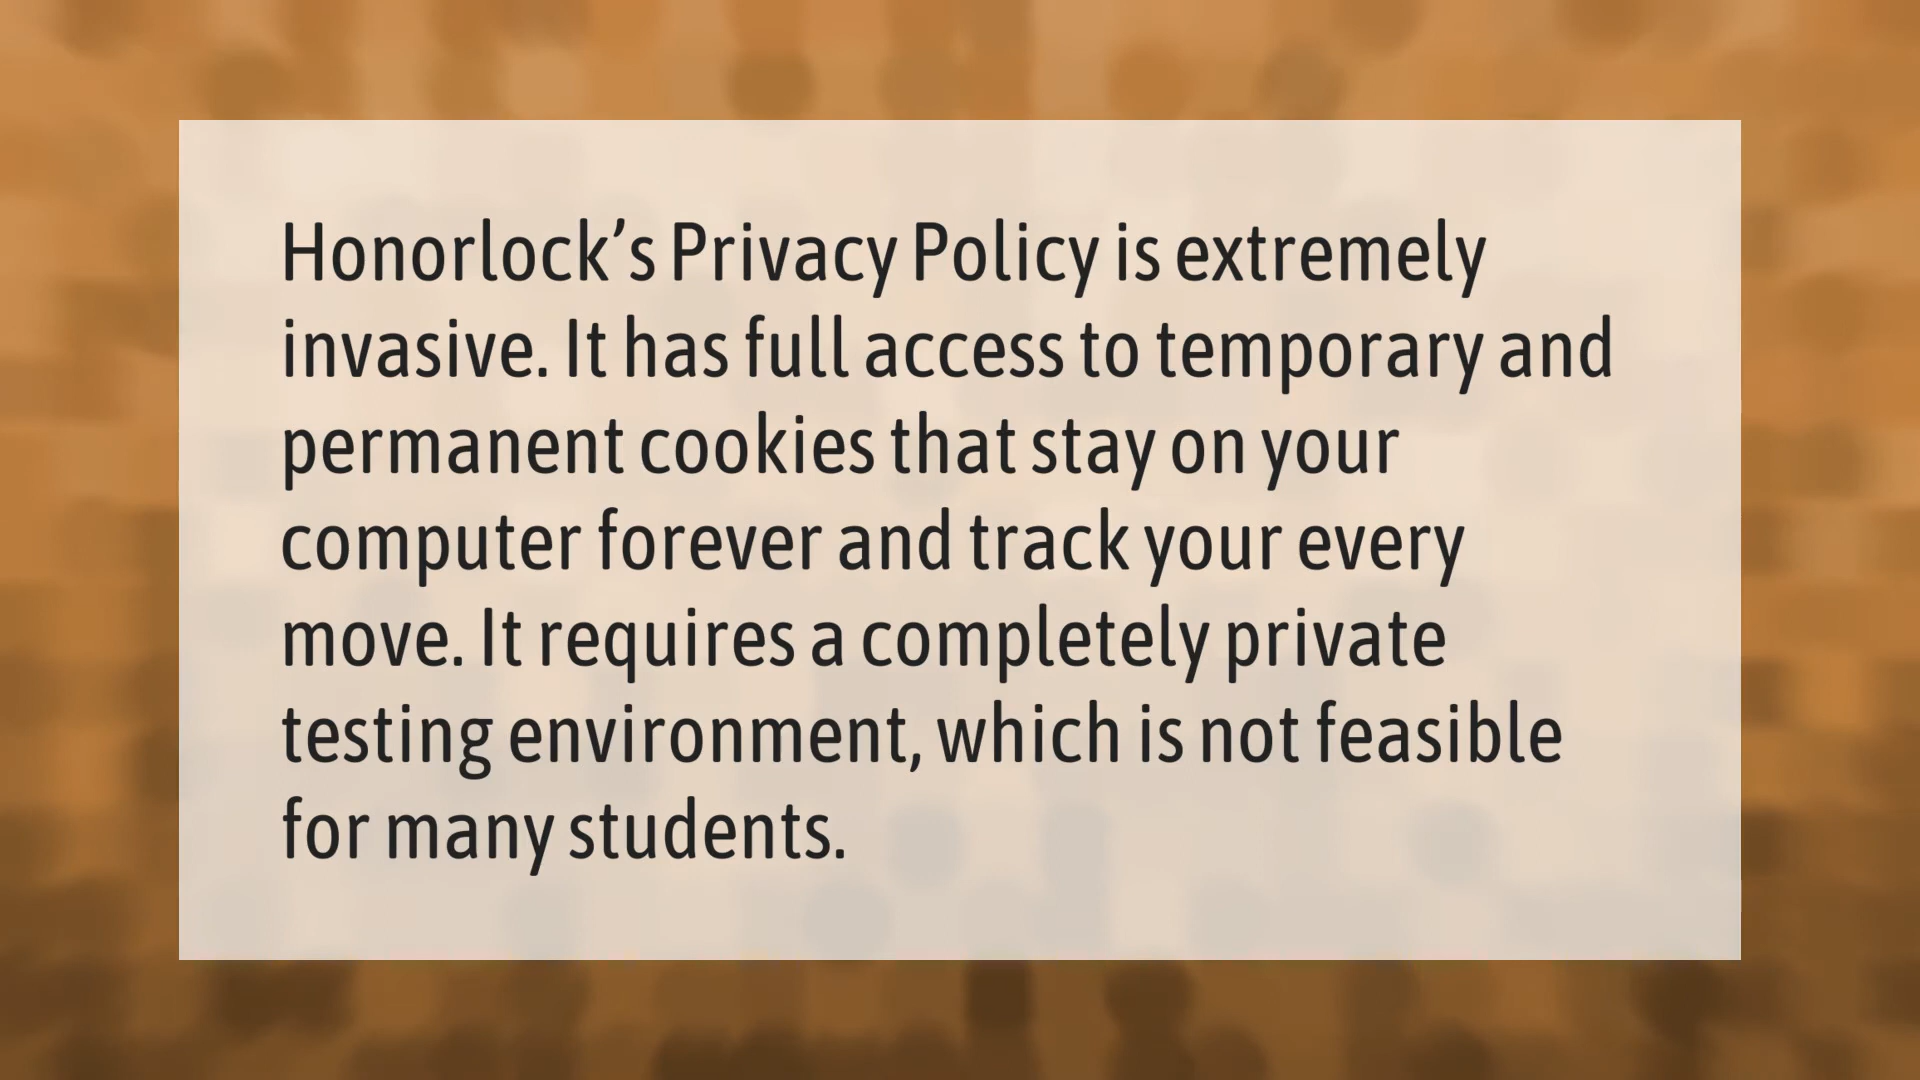 Honorlock’s Privacy Policy is extremely
invasive. It has full access to temporary and
permanent cookies that stay on your
computer forever and track your every
move. It requires a completely private
testing environment, which is not feasible
for many students.